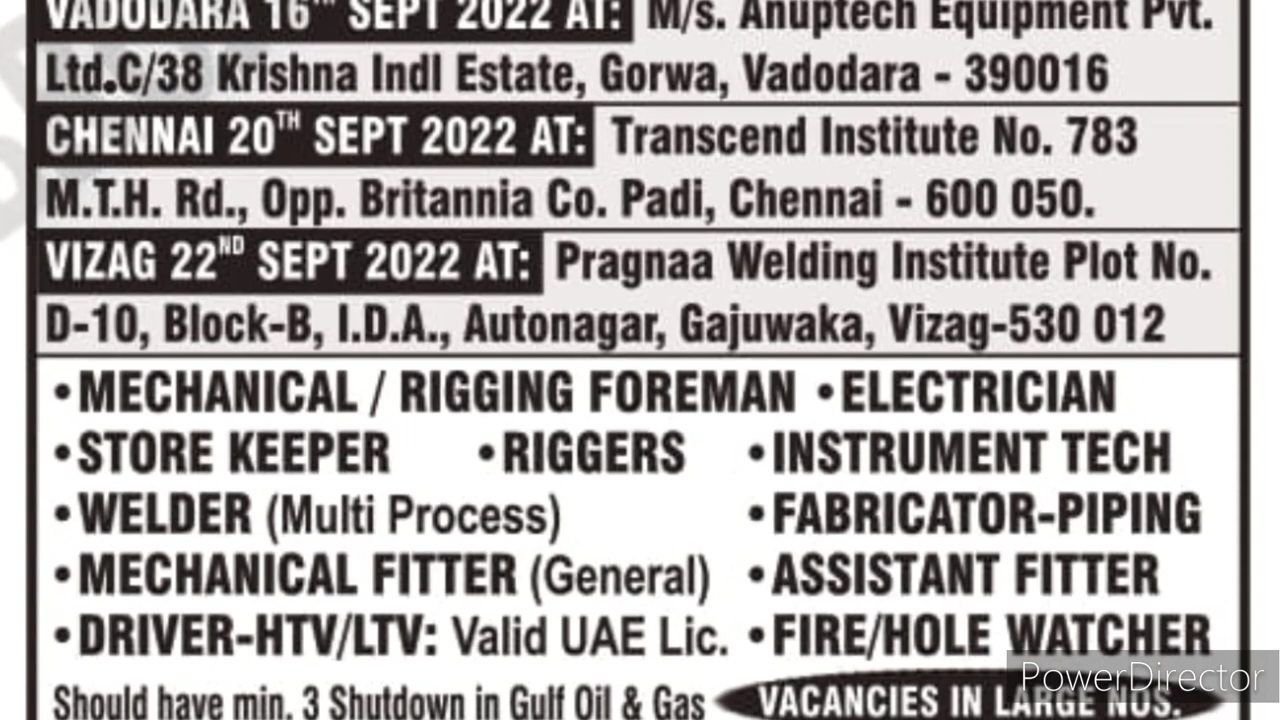 VADODARA 16TH SEPT 2022 AT: M/s. Anuptech Equipment Pvt.
Ltd.C/38 Krishna Indl Estate, Gorwa, Vadodara - 390016
CHENNAI 20TH SEPT 2022 AT: Transcend Institute No. 783
M.T.H. Rd., Opp. Britannia Co. Padi, Chennai - 600 050.
VIZAG 22ND SEPT 2022 AT: Pragnaa Welding Institute Plot No.
D-10, Block-B, I.D.A., Autonagar, Gajuwaka, Vizag-530 012
•MECHANICAL / RIGGING FOREMAN •ELECTRICIAN
•STORE KEEPER •RIGGERS •INSTRUMENT TECH
•WELDER (Multi Process) •FABRICATOR-PIPING
•MECHANICAL FITTER (General) •ASSISTANT FITTER
•DRIVER-HTV/LTV: Valid UAE Lic. •FIRE/HOLE WATCHER
Should have min. 3 Shutdown in Gulf Oil & Gas VACANCIES IN LARGE NOS.
PowerDirector